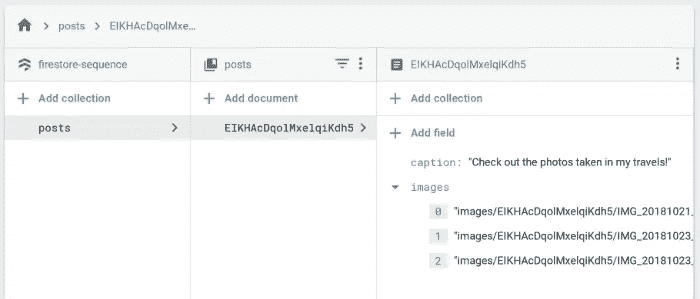 posts > EIKHAcDqolMxe...
firestore-sequence
posts
EIKHAcDqolMxelqiKdh5
+ Add collection
+ Add document
+ Add collection
posts >
EIKHAcDqolMxelqiKdh5 >
+ Add field
caption: "Check out the photos taken in my travels!"
images
0 "images/EIKHAcDqolMxelqiKdh5/IMG_20181021_
1 "images/EIKHAcDqolMxelqiKdh5/IMG_20181023_
2 "images/EIKHAcDqolMxelqiKdh5/IMG_20181023_